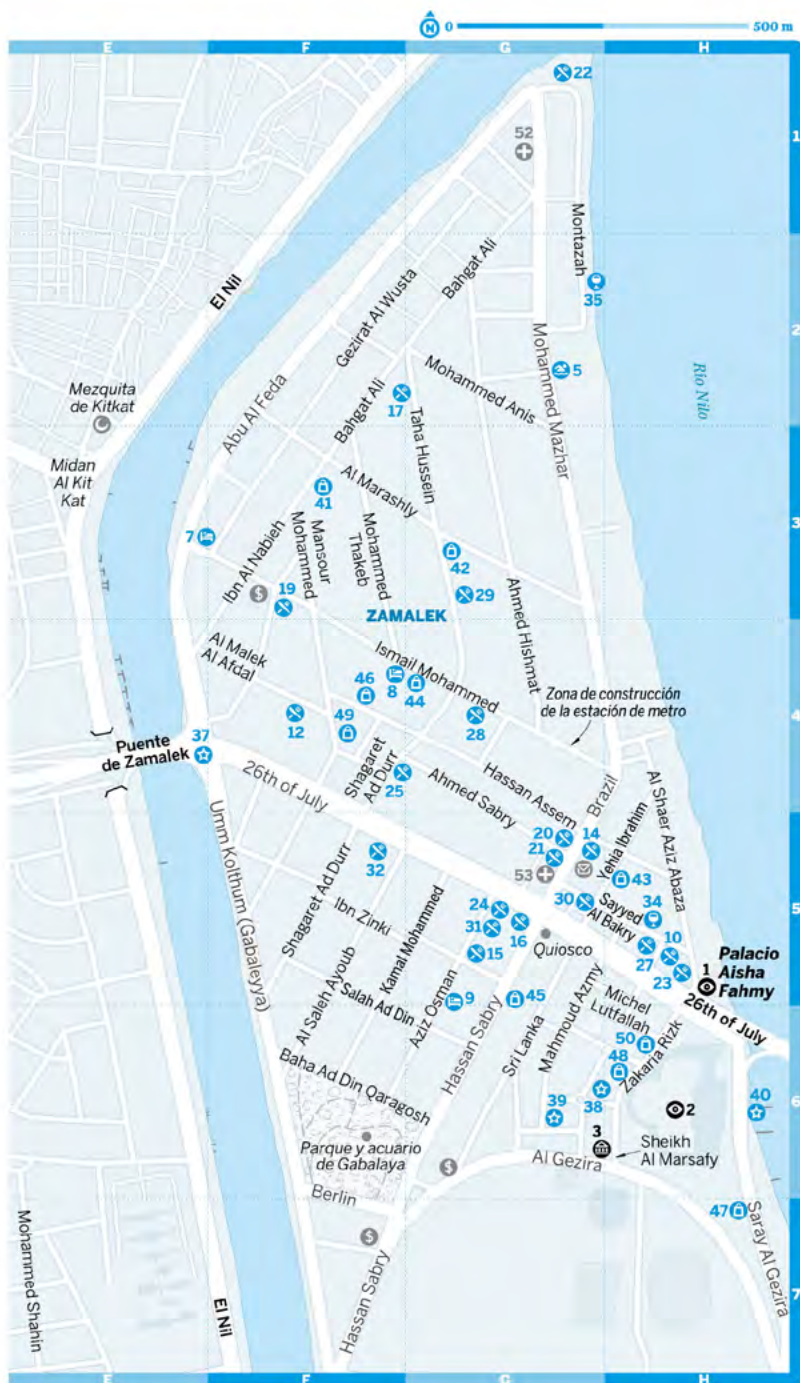 N 0 500 m
E F G H
22
1
52
Montazah
El Nil
Bahgat Ali
Gezirat Al Wusta
35
2
Mohammed Mazhar
5
Río Nilo
Mohammed Anis
Mezquita
de Kitkat
Abu Al Feda
Bahgat Ali
17
Taha Hussein
Midan
Al Kit
Kat
Al Marashly
41
3
7
Ibn Al Nabieh
Mansour
Mohammed
Mohammed
Thakeb
42
19
$
29
ZAMALEK
Ahmed Hishmat
Al Malek
Al Afdal
Ismail Mohammed
46
8
44
Zona de construcción
de la estación de metro
4
12
49
28
37
Puente
de Zamalek
26th of July
Shagaret
Ad Durr
25
Hassan Assem
Ahmed Sabry
Brazil
Al Shaer Aziz Abaza
20
14
21
Yehia Ibrahim
Umm Kolthum (Gabaleyya)
Shagaret Ad Durr
32
53
43
Ibn Zinki
24
30
Sayyed
Al Bakry
34
5
Kamal Mohammed
31
16
Quiosco
10
15
27
23
1
Palacio
Aisha
Fahmy
Al Saleh Ayoub
Salah Ad Din
Aziz Osman
9
45
Mahmoud Azmy
Michel
Lutfallah
26th of July
Hassan Sabry
Sri Lanka
50
48
Zakaria Rizk
Baha Ad Din Qaragosh
39
38
2
40
6
3
Parque y acuario
de Gabalaya
Sheikh
Al Marsafy
$
Al Gezira
Berlin
47
Saray Al Gezira
$
Mohammed Shahin
El Nil
Hassan Sabry
7
E F G H